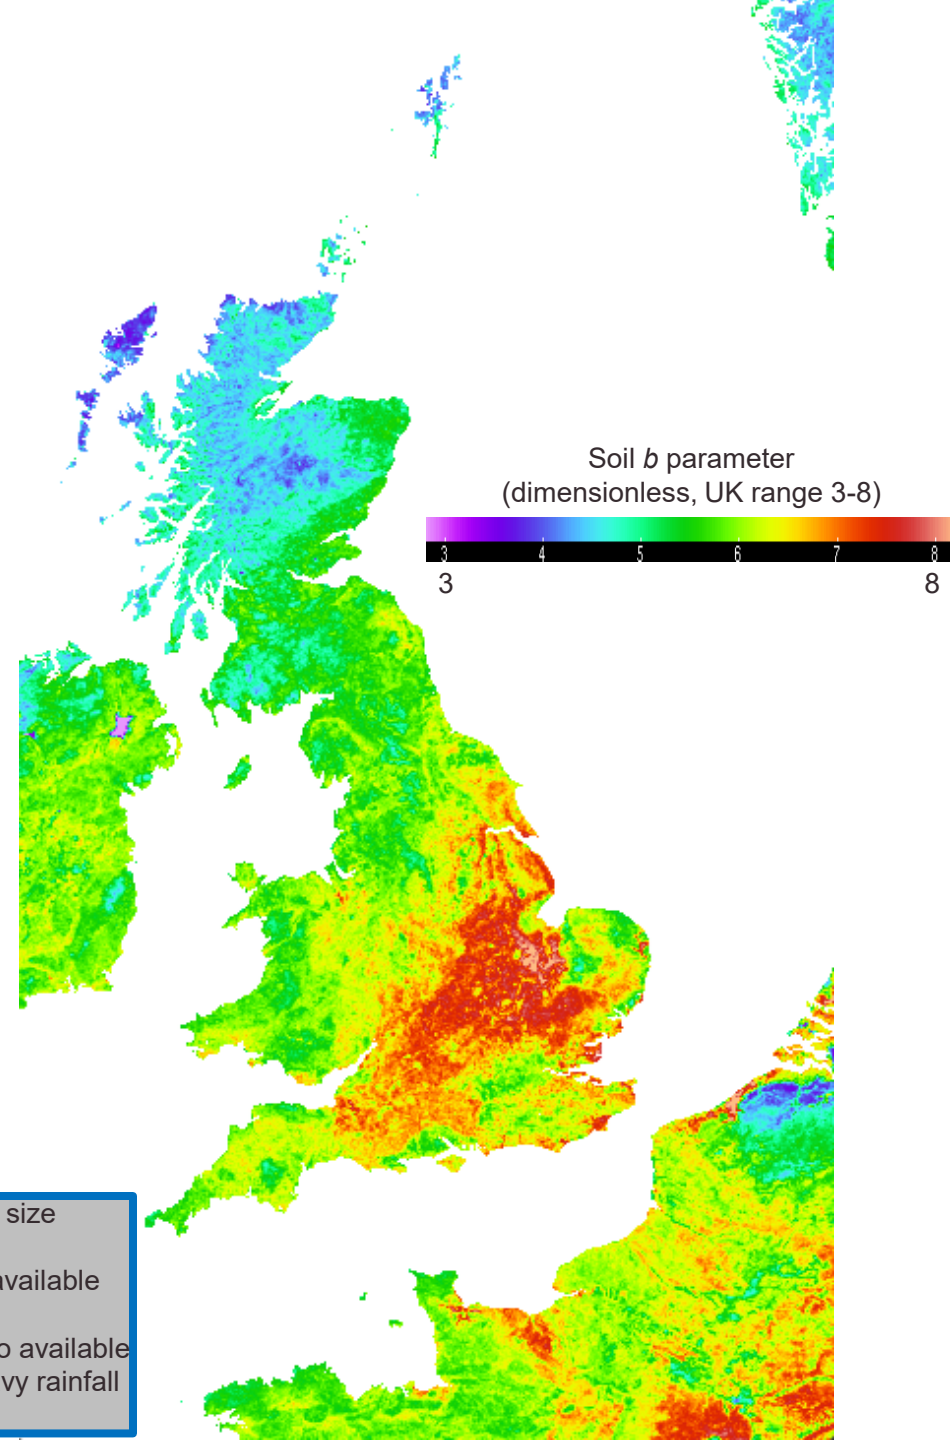 Soil b parameter
(dimensionless, UK range 3-8)
3 4 5 6 7 8
3 8
size
available
o available
vy rainfall